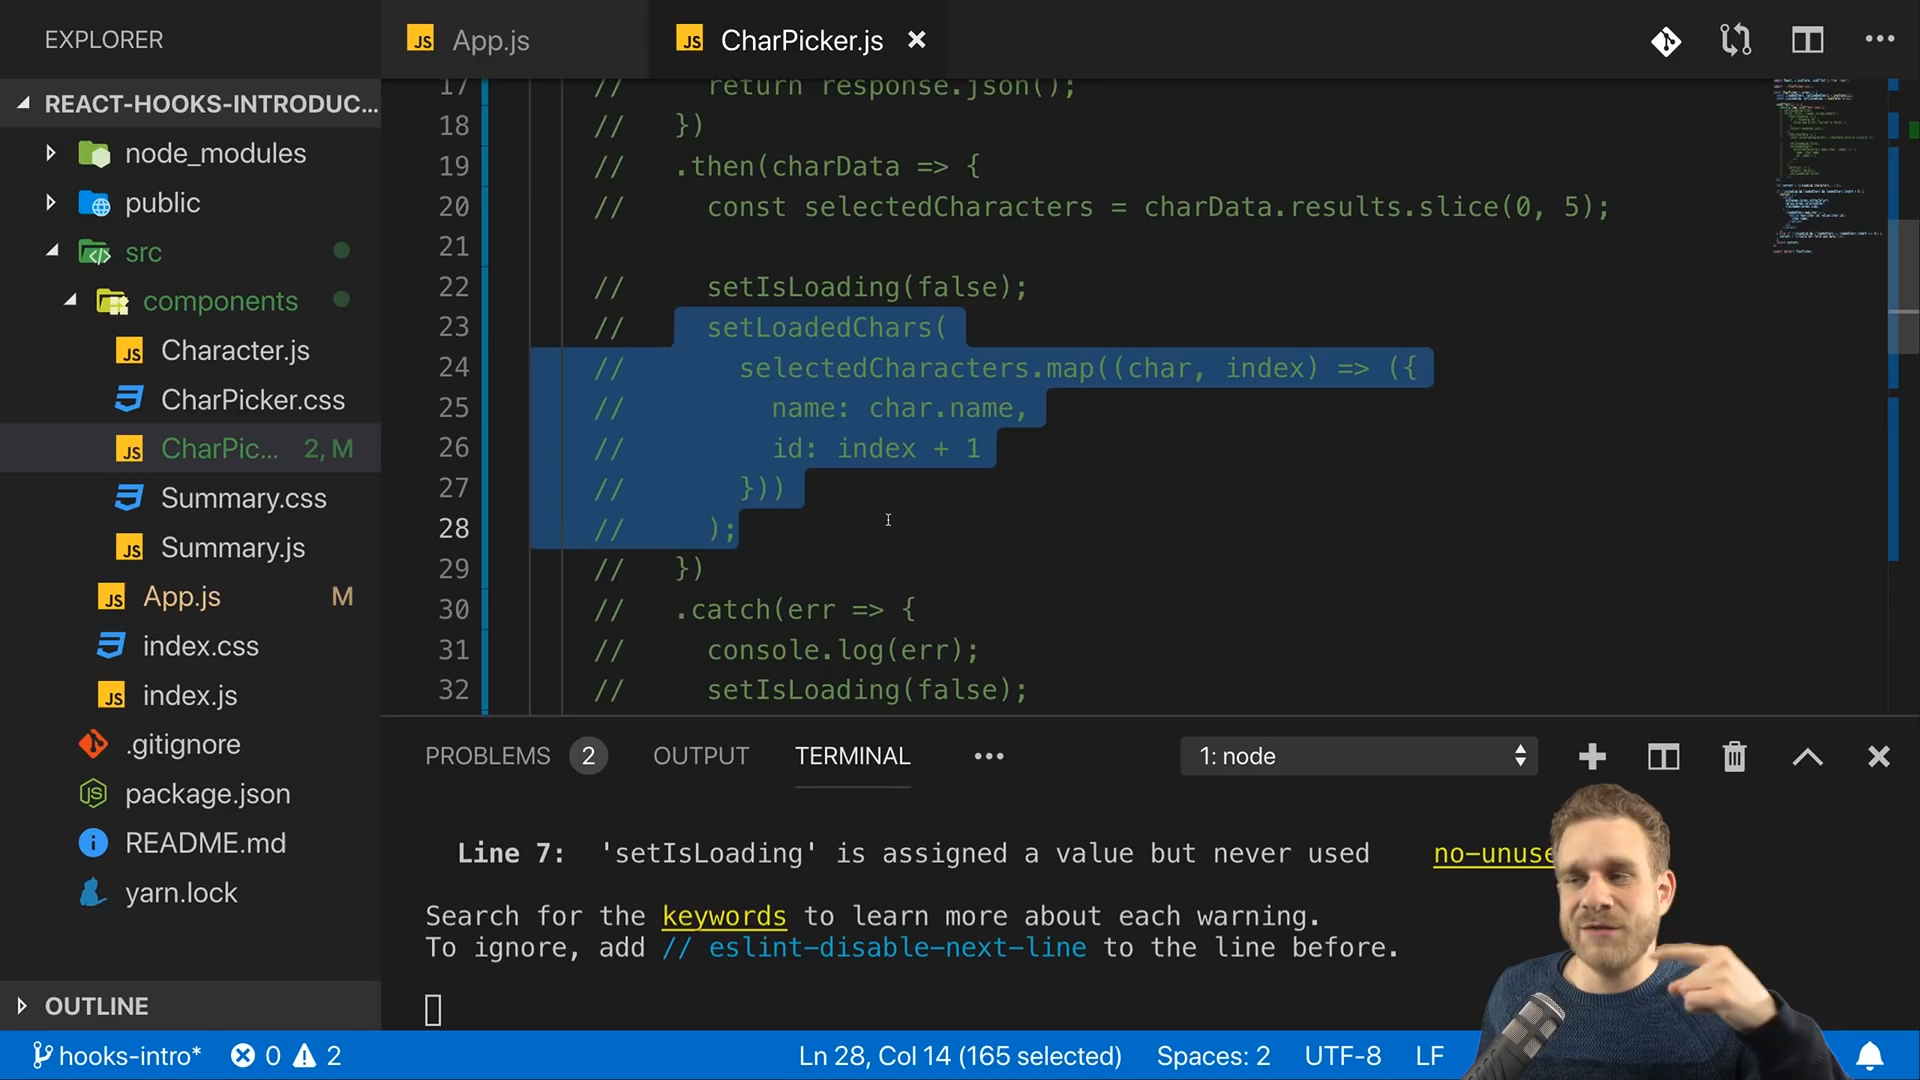 EXPLORER
App.js
CharPicker.js
REACT-HOOKS-INTRODUC...
node_modules
public
src
components
Character.js
CharPicker.css
CharPic... 2, M
Summary.css
Summary.js
App.js M
index.css
index.js
.gitignore
package.json
README.md
yarn.lock
OUTLINE
17 // return response.json();
18 // })
19 // .then(charData => {
20 // const selectedCharacters = charData.results.slice(0, 5);
21
22 // setIsLoading(false);
23 // setLoadedChars(
24 // selectedCharacters.map((char, index) => ({
25 // name: char.name,
26 // id: index + 1
27 // }))
28 // );
29 // })
30 // .catch(err => {
31 // console.log(err);
32 // setIsLoading(false);
PROBLEMS 2 OUTPUT TERMINAL ... 1: node
Line 7: 'setIsLoading' is assigned a value but never used no-unuse
Search for the keywords to learn more about each warning.
To ignore, add // eslint-disable-next-line to the line before.
hooks-intro* 0 2 Ln 28, Col 14 (165 selected) Spaces: 2 UTF-8 LF